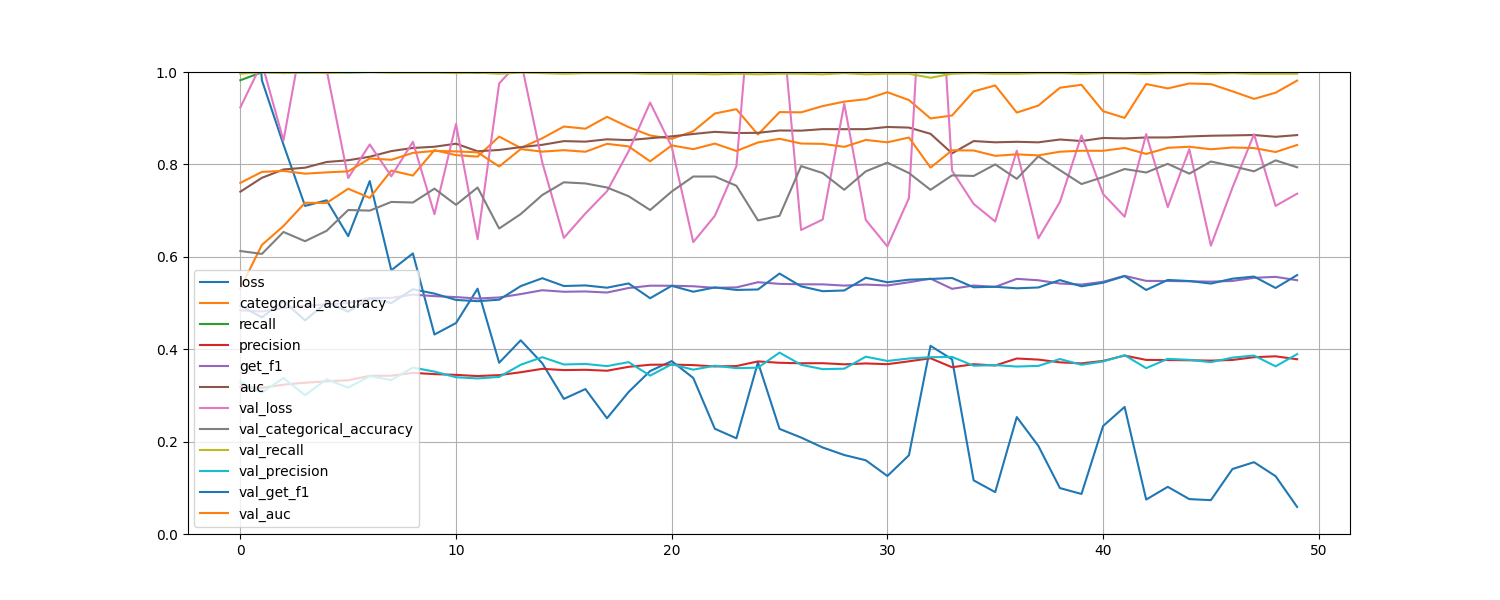 1.0
0.8
0.6
0.4
0.2
0.0
loss
categorical_accuracy
recall
precision
get_f1
auc
val_loss
val_categorical_accuracy
val_recall
val_precision
val_get_f1
val_auc
0 10 20 30 40 50